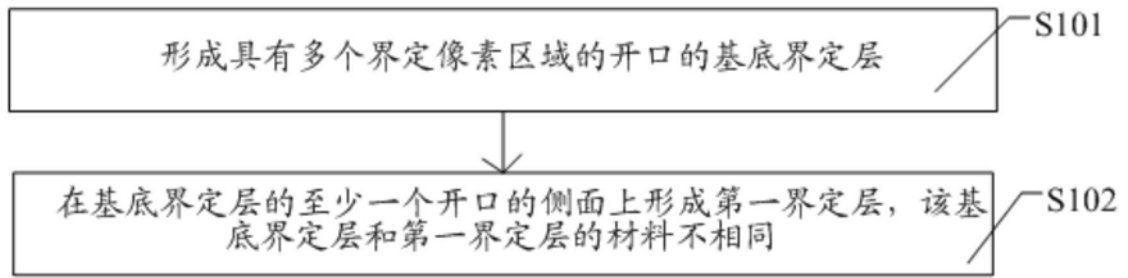 形成具有多个界定像素区域的开口的基底界定层
S101
在基底界定层的至少一个开口的侧面上形成第一界定层，该基
底界定层和第一界定层的材料不相同
S102